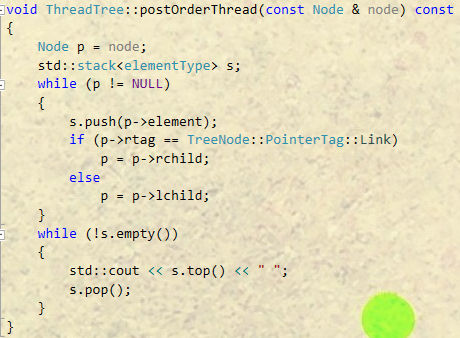 void ThreadTree::postOrderThread(const Node & node) const
{
    Node p = node;
    std::stack<elementType> s;
    while (p != NULL)
    {
        s.push(p->element);
        if (p->rtag == TreeNode::PointerTag::Link)
            p = p->rchild;
        else
            p = p->lchild;
    }
    while (!s.empty())
    {
        std::cout << s.top() << " ";
        s.pop();
    }
}